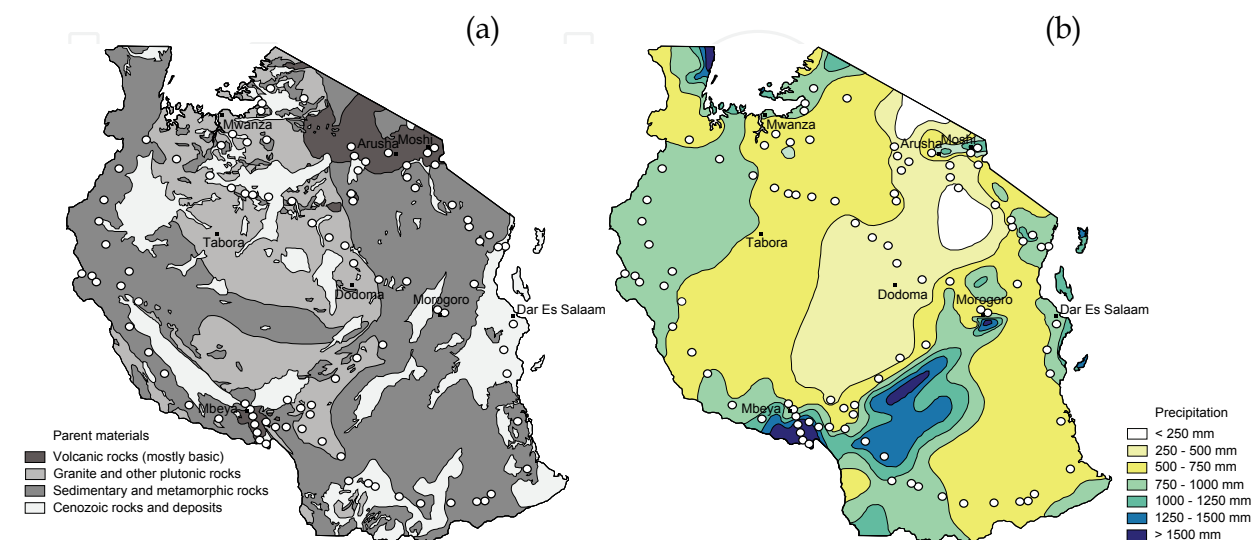 (a)
Mwanza
Arusha
Moshi
Tabora
Dodoma
Morogoro
Dar Es Salaam
Mbeya
Parent materials
Volcanic rocks (mostly basic)
Granite and other plutonic rocks
Sedimentary and metamorphic rocks
Cenozoic rocks and deposits
(b)
Mwanza
Arusha
Moshi
Tabora
Dodoma
Morogoro
Dar Es Salaam
Mbeya
Precipitation
< 250 mm
250 - 500 mm
500 - 750 mm
750 - 1000 mm
1000 - 1250 mm
1250 - 1500 mm
> 1500 mm